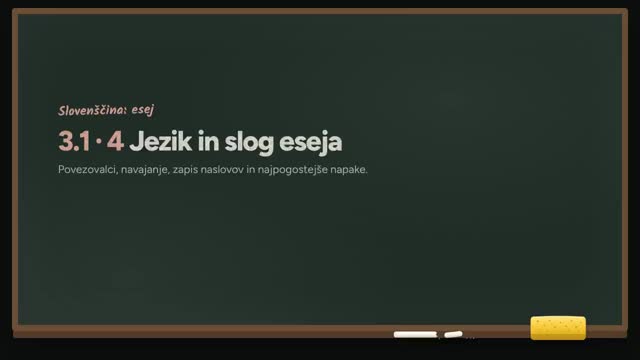 Slovenščina: esej
3.1 · 4 Jezik in slog eseja
Povezovalci, navajanje, zapis naslovov in najpogostejše napake.